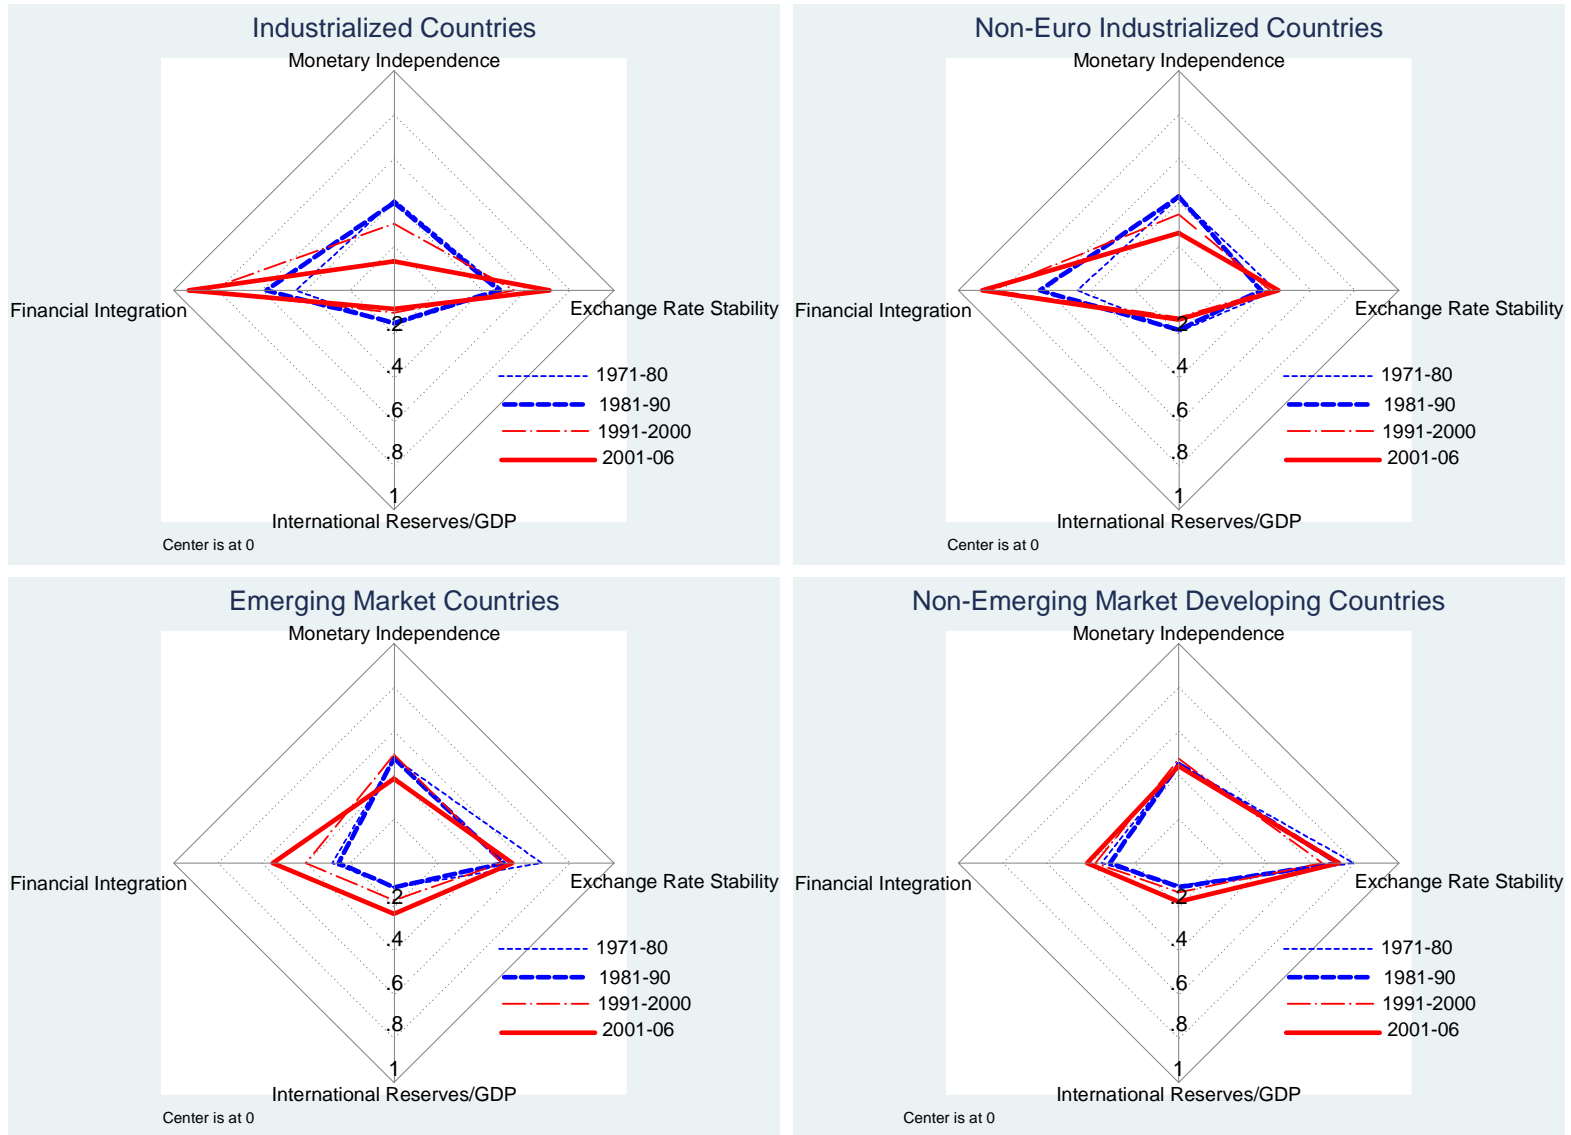 Industrialized Countries
Monetary Independence
Financial Integration
Exchange Rate Stability
.2
.4
.6
.8
1
1971-80
1981-90
1991-2000
2001-06
International Reserves/GDP
Center is at 0
Non-Euro Industrialized Countries
Monetary Independence
Financial Integration
Exchange Rate Stability
.2
.4
.6
.8
1
1971-80
1981-90
1991-2000
2001-06
International Reserves/GDP
Center is at 0
Emerging Market Countries
Monetary Independence
Financial Integration
Exchange Rate Stability
.2
.4
.6
.8
1
1971-80
1981-90
1991-2000
2001-06
International Reserves/GDP
Center is at 0
Non-Emerging Market Developing Countries
Monetary Independence
Financial Integration
Exchange Rate Stability
.2
.4
.6
.8
1
1971-80
1981-90
1991-2000
2001-06
International Reserves/GDP
Center is at 0